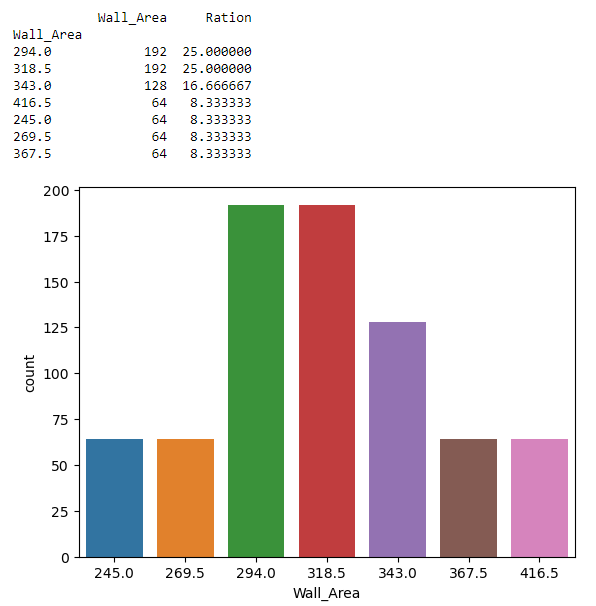 Wall_Area Ration
Wall_Area
294.0 192 25.000000
318.5 192 25.000000
343.0 128 16.666667
416.5 64 8.333333
245.0 64 8.333333
269.5 64 8.333333
367.5 64 8.333333
200
175
150
125
100
75
50
25
0
count
245.0 269.5 294.0 318.5 343.0 367.5 416.5
Wall_Area